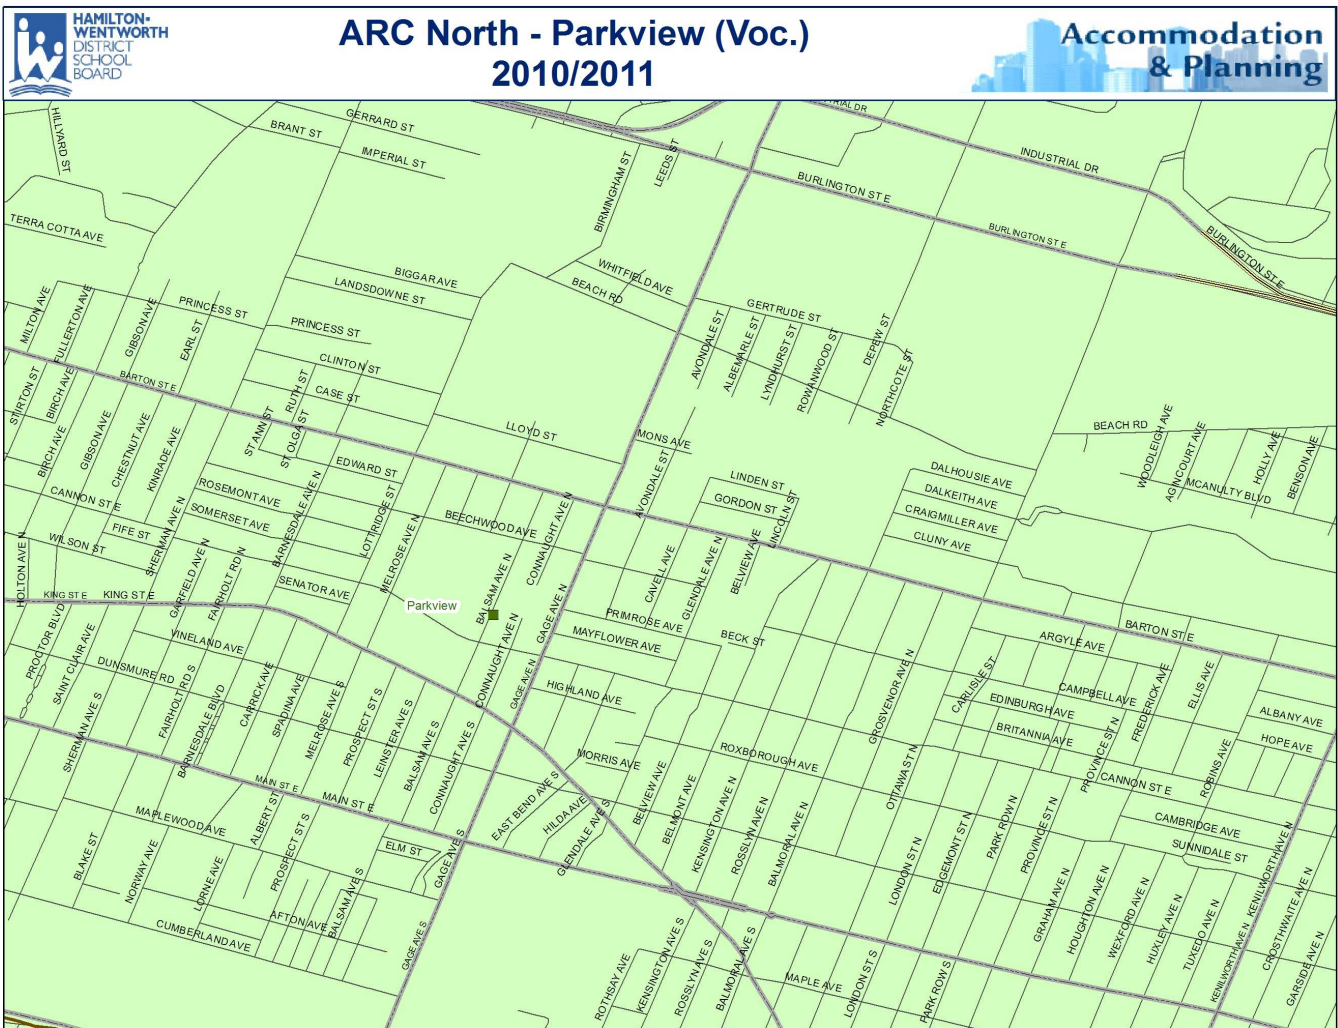 HAMILTON-
WENTWORTH
DISTRICT
SCHOOL
BOARD
ARC North - Parkview (Voc.)
2010/2011
Accommodation
& Planning
HILLYARD ST
GERRARD ST
BRANT ST
IMPERIAL ST
BIRMINGHAM ST
LEEDS ST
INDUSTRIAL DR
BURLINGTON ST E
BURLINGTON ST E
BURLINGTON ST E
TERRA COTTA AVE
BIGGAR AVE
LANDSDOWNE ST
WHITFIELD AVE
BEACH RD
MILTON AVE
FULLERTON AVE
GIBSON AVE
PRINCESS ST
EARL ST
PRINCESS ST
GERTRUDE ST
AVONDALE ST
ALBEMARLE ST
LYNDHURST ST
ROWANWOOD ST
DEPEW ST
NORTHCOTE ST
CLINTON ST
CASE ST
RUTH ST
BARTON ST E
STIRTON ST
BIRCH AVE
BIRCH AVE
GIBSON AVE
CHESTNUT AVE
KINRADE AVE
ST ANN ST
ST OLGA ST
LLOYD ST
MONS AVE
BEACH RD
WOODLEIGH AVE
AGINCOURT AVE
HOLLY AVE
BENSON AVE
MCANULTY BLVD
EDWARD ST
ROSEMONT AVE
SOMERSET AVE
BARNESDALE AVE N
LOTTRIDGE ST
MELROSE AVE N
BEECHWOOD AVE
CONNAUGHT AVE N
AVONDALE ST
LINDEN ST
GORDON ST
LINCOLN ST
DALHOUSIE AVE
DALKEITH AVE
CRAIGMILLER AVE
CLUNY AVE
CANNON ST E
FIFE ST
WILSON ST
SHERMAN AVE N
HOLTON AVE N
GARFIELD AVE N
FAIRHOLT RD N
SENATOR AVE
KING ST E
KING ST E
Parkview
BALSAM AVE N
CAVELL AVE
GLENDALE AVE N
BELVIEW AVE
GAGE AVE N
PRIMROSE AVE
MAYFLOWER AVE
BECK ST
BARTON ST E
ARGYLE AVE
PROCTOR BLVD
SAINT CLAIR AVE
VINELAND AVE
DUNSMURE RD
SHERMAN AVE S
FAIRHOLT RD S
BARNESDALE BLVD
CARRICK AVE
SPADINA AVE
MELROSE AVE S
PROSPECT ST S
LEINSTER AVE S
BALSAM AVE S
CONNAUGHT AVE S
CONNAUGHT AVE N
GAGE AVE N
HIGHLAND AVE
GROSVENOR AVE N
CARLISLE ST
EDINBURGH AVE
CAMPBELL AVE
BRITANNIA AVE
FREDERICK AVE
ELLIS AVE
ALBANY AVE
HOPE AVE
PROVINCE ST N
ROBINS AVE
MORRIS AVE
ROXBOROUGH AVE
OTTAWA ST N
CANNON ST E
CAMBRIDGE AVE
SUNNIDALE ST
MAIN ST E
MAIN ST E
EAST BEND AVE S
HILDA AVE
GLENDALE AVE S
BELVIEW AVE
BELMONT AVE
KENSINGTON AVE N
ROSSLYN AVE N
BALMORAL AVE N
LONDON ST N
EDGEMONT ST N
PARK ROW N
PROVINCE ST N
MAPLEWOOD AVE
BLAKE ST
NORWAY AVE
LORNE AVE
ALBERT ST
PROSPECT ST S
ELM ST
GAGE AVE S
BALSAM AVE S
AFTON AVE
CUMBERLAND AVE
GAGE AVE S
GRAHAM AVE N
HOUGHTON AVE N
WEXFORD AVE N
HUXLEY AVE N
TUXEDO AVE N
KENILWORTH AVE N
KENILWORTH AVE N
CROSTHWAITE AVE N
GARSIDE AVE N
ROTHSAY AVE
KENSINGTON AVE S
ROSSLYN AVE S
BALMORAL AVE S
MAPLE AVE
LONDON ST S
PARK ROW S